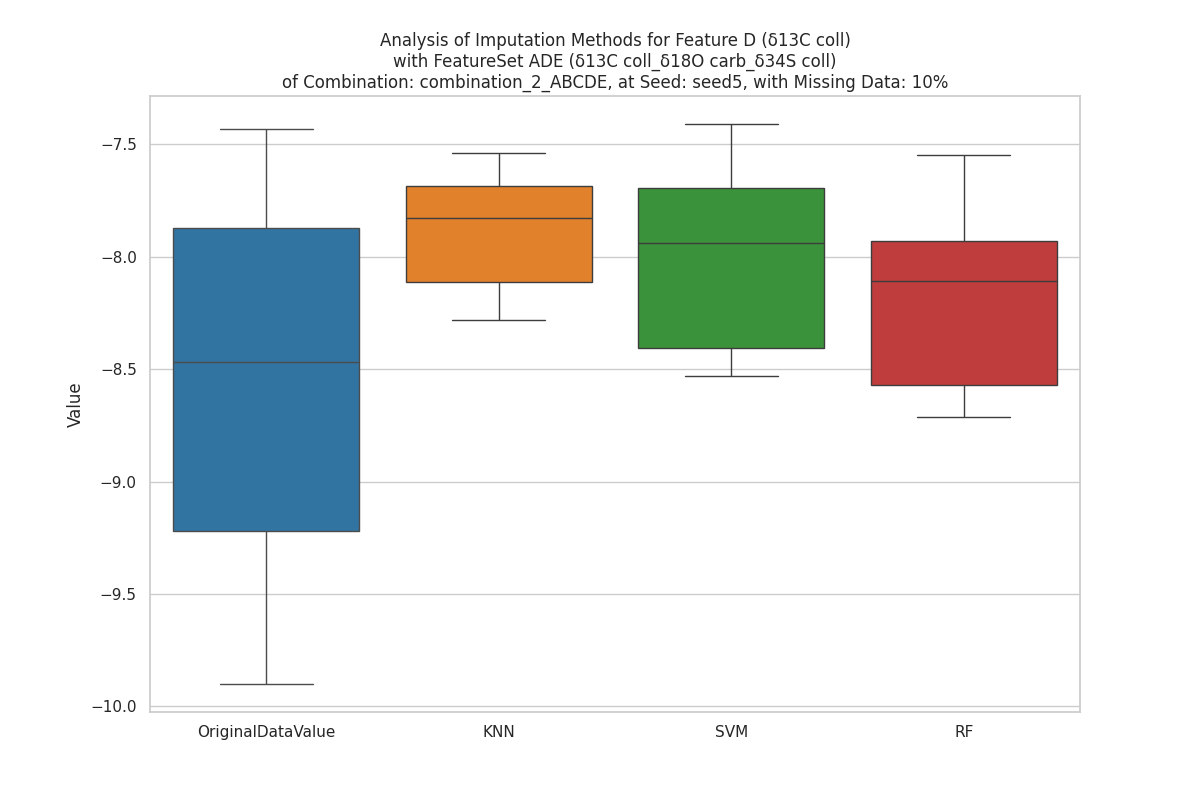 Analysis of Imputation Methods for Feature D (δ13C coll)
with FeatureSet ADE (δ13C coll_δ18O carb_δ34S coll)
of Combination: combination_2_ABCDE, at Seed: seed5, with Missing Data: 10%
−7.5
−8.0
−8.5
−9.0
−9.5
−10.0
Value
OriginalDataValue
KNN
SVM
RF